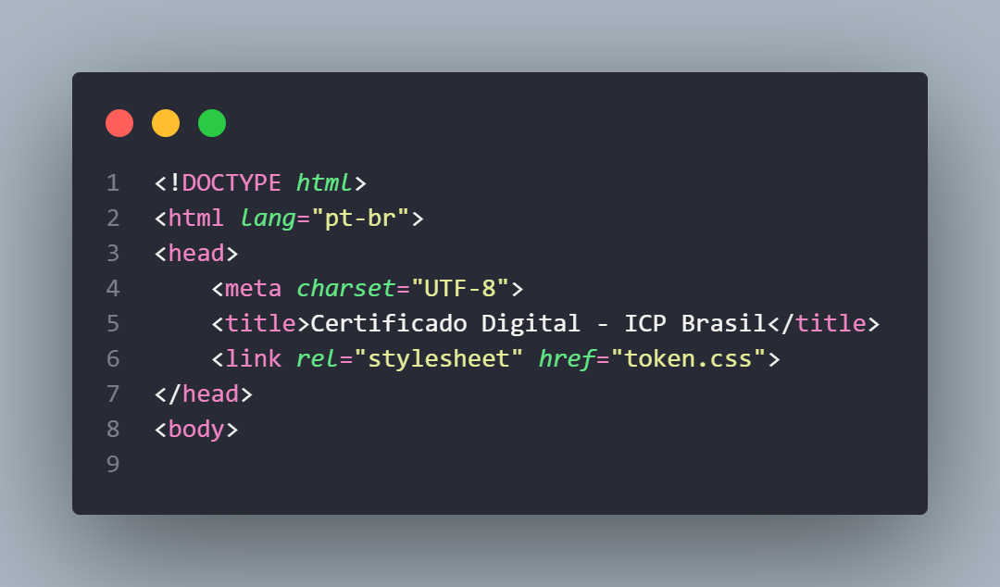 1 <!DOCTYPE html>
2 <html lang="pt-br">
3 <head>
4     <meta charset="UTF-8">
5     <title>Certificado Digital - ICP Brasil</title>
6     <link rel="stylesheet" href="token.css">
7 </head>
8 <body>
9